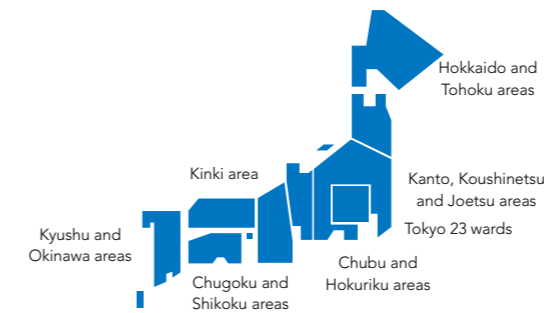 Hokkaido and
Tohoku areas
Kinki area
Kanto, Koushinetsu
and Joetsu areas
Tokyo 23 wards
Kyushu and
Okinawa areas
Chubu and
Hokuriku areas
Chugoku and
Shikoku areas